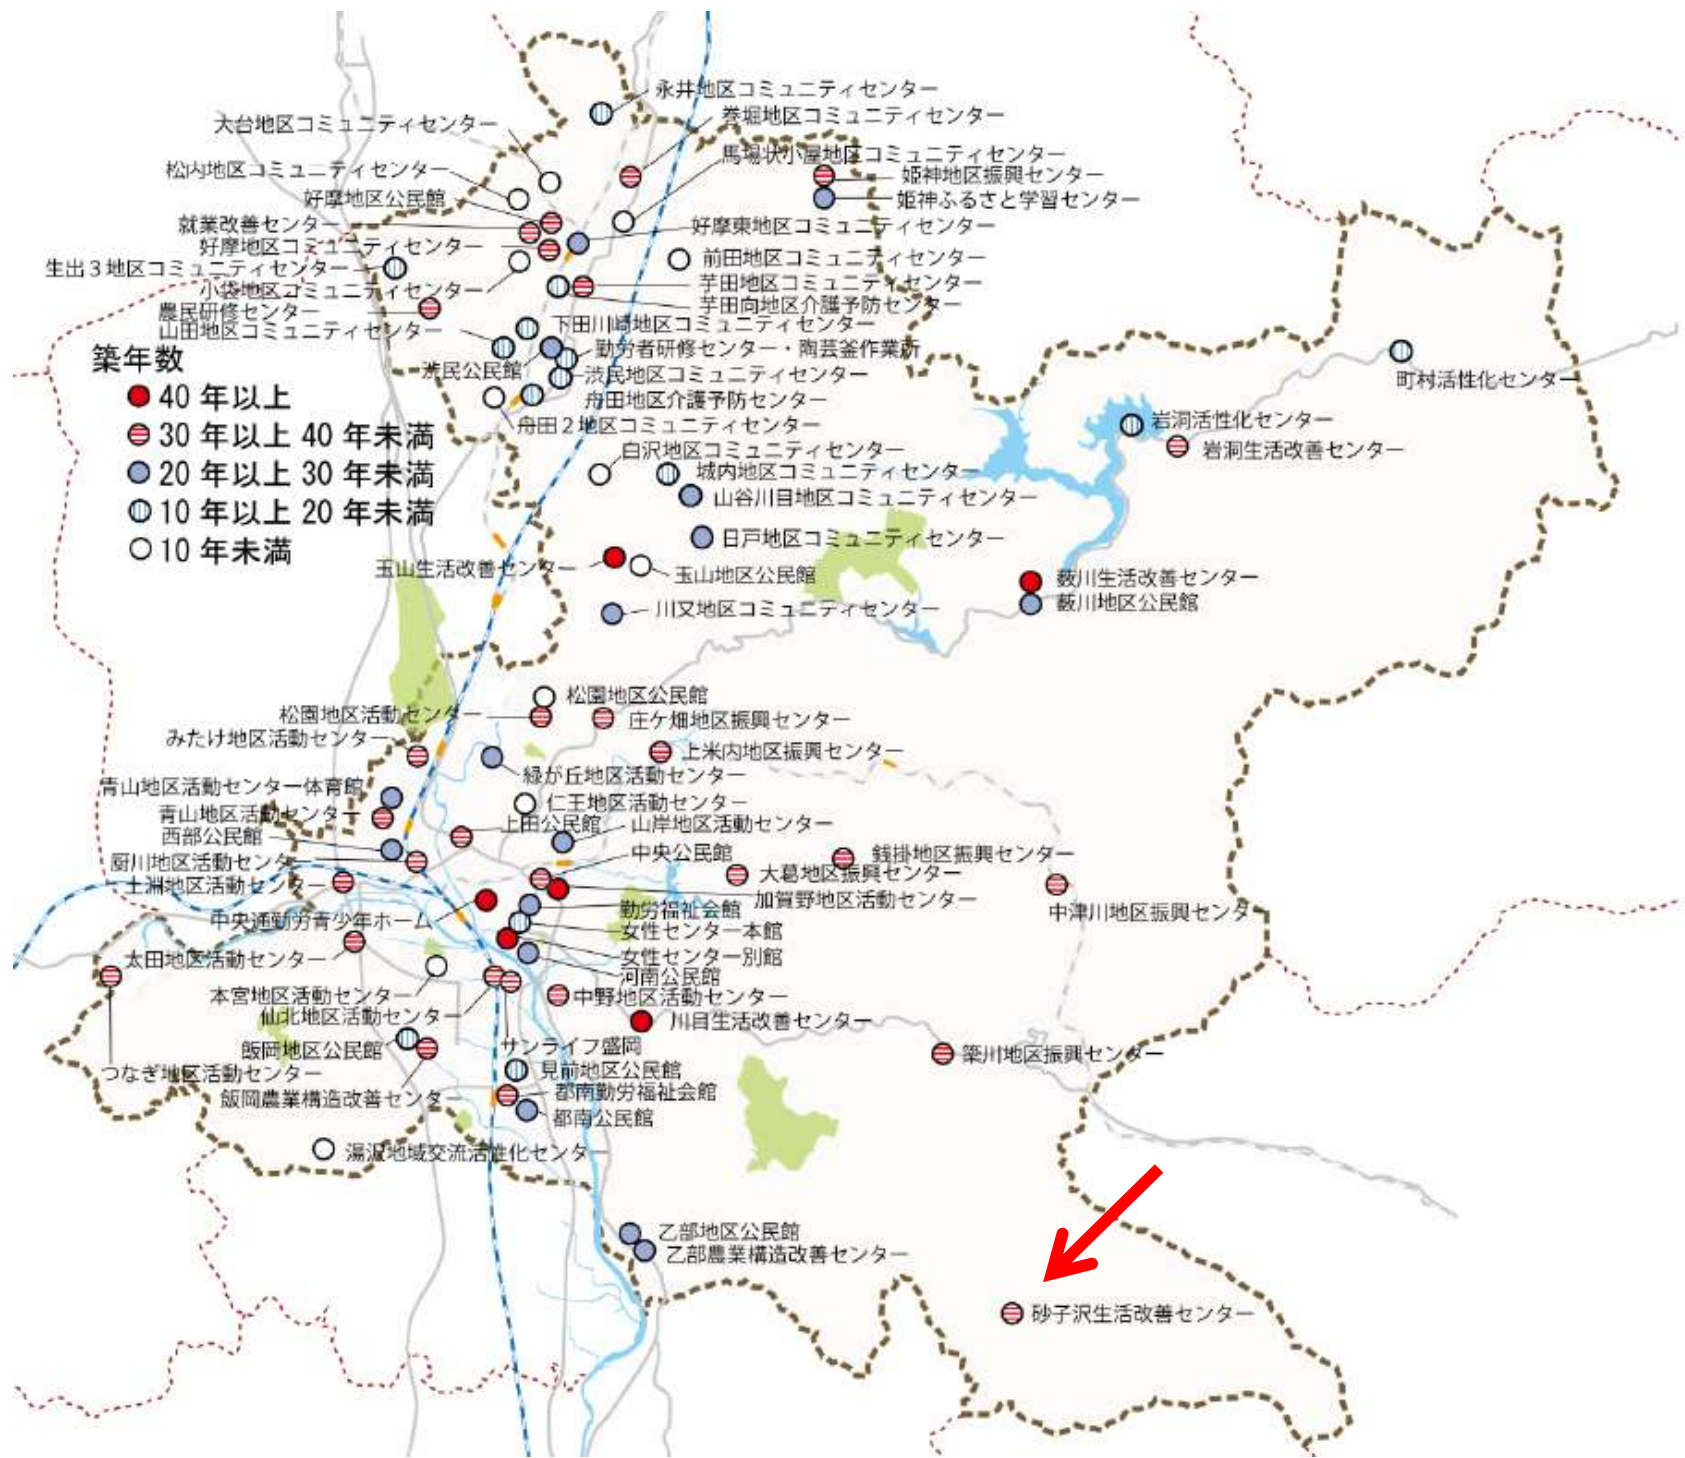 永井地区コミュニティセンター
巻堀地区コミュニティセンター
大台地区コミュニティセンター
馬場状小屋地区コミュニティセンター
松内地区コミュニティセンター
姫神地区振興センター
好摩地区公民館
姫神ふるさと学習センター
就業改善センター
好摩東地区コミュニティセンター
好摩地区コミュニティセンター
前田地区コミュニティセンター
生出3地区コミュニティセンター
芋田地区コミュニティセンター
小袋地区コミュニティセンター
芋田向地区介護予防センター
農民研修センター
下田川崎地区コミュニティセンター
山田地区コミュニティセンター
勤労者研修センター・陶芸釜作業所
築年数
渋民公民館
渋民地区コミュニティセンター
町村活性化センター
40 年以上
舟田地区介護予防センター
舟田2地区コミュニティセンター
岩洞活性化センター
30 年以上 40 年未満
白沢地区コミュニティセンター
岩洞生活改善センター
20 年以上 30 年未満
城内地区コミュニティセンター
山谷川目地区コミュニティセンター
10 年以上 20 年未満
日戸地区コミュニティセンター
10 年未満
玉山生活改善センター
玉山地区公民館
薮川生活改善センター
薮川地区公民館
川又地区コミュニティセンター
松園地区公民館
松園地区活動センター
庄ケ畑地区振興センター
みたけ地区活動センター
上米内地区振興センター
緑が丘地区活動センター
青山地区活動センター体育館
仁王地区活動センター
青山地区活動センター
上田公民館
山岸地区活動センター
西部公民館
中央公民館
銭掛地区振興センター
厨川地区活動センター
大葛地区振興センター
土淵地区活動センター
加賀野地区活動センター
勤労福祉会館
中津川地区振興センター
中央通勤労青少年ホーム
女性センター本館
太田地区活動センター
女性センター別館
河南公民館
本宮地区活動センター
中野地区活動センター
仙北地区活動センター
川目生活改善センター
飯岡地区公民館
サンライフ盛岡
築川地区振興センター
つなぎ地区活動センター
見前地区公民館
飯岡農業構造改善センター
都南勤労福祉会館
都南公民館
湯沢地域交流活性化センター
乙部地区公民館
乙部農業構造改善センター
砂子沢生活改善センター